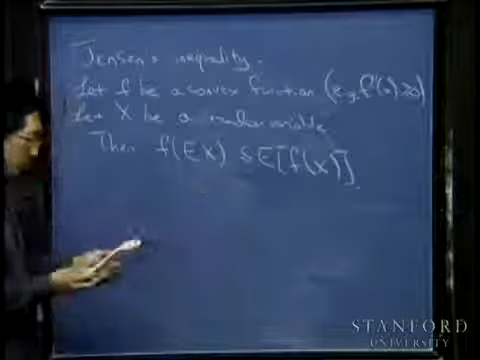 Jensen's inequality.
Let f be a convex function (e.g. f''(x) ≥ 0)
Let X be a random variable
Then f(EX) ≤ E[f(X)].
STANFORD
UNIVERSITY